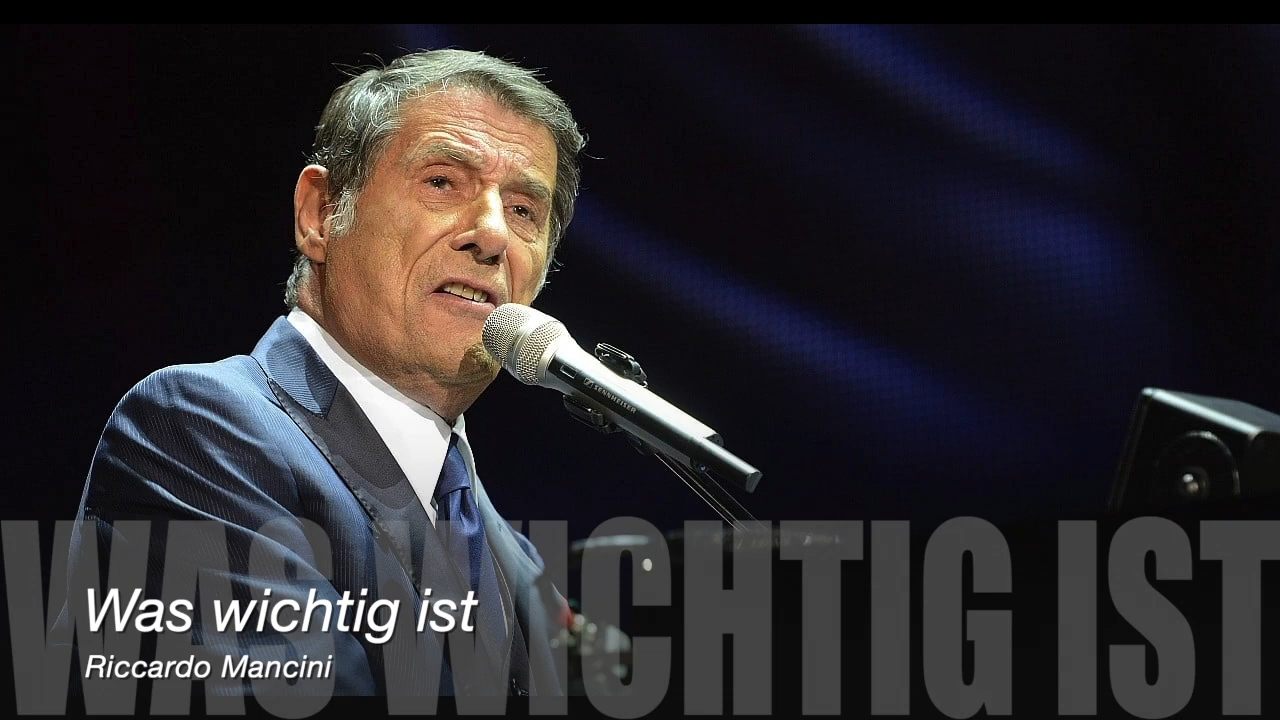 SENNHEISER
WAS WICHTIG IST
Was wichtig ist
Riccardo Mancini